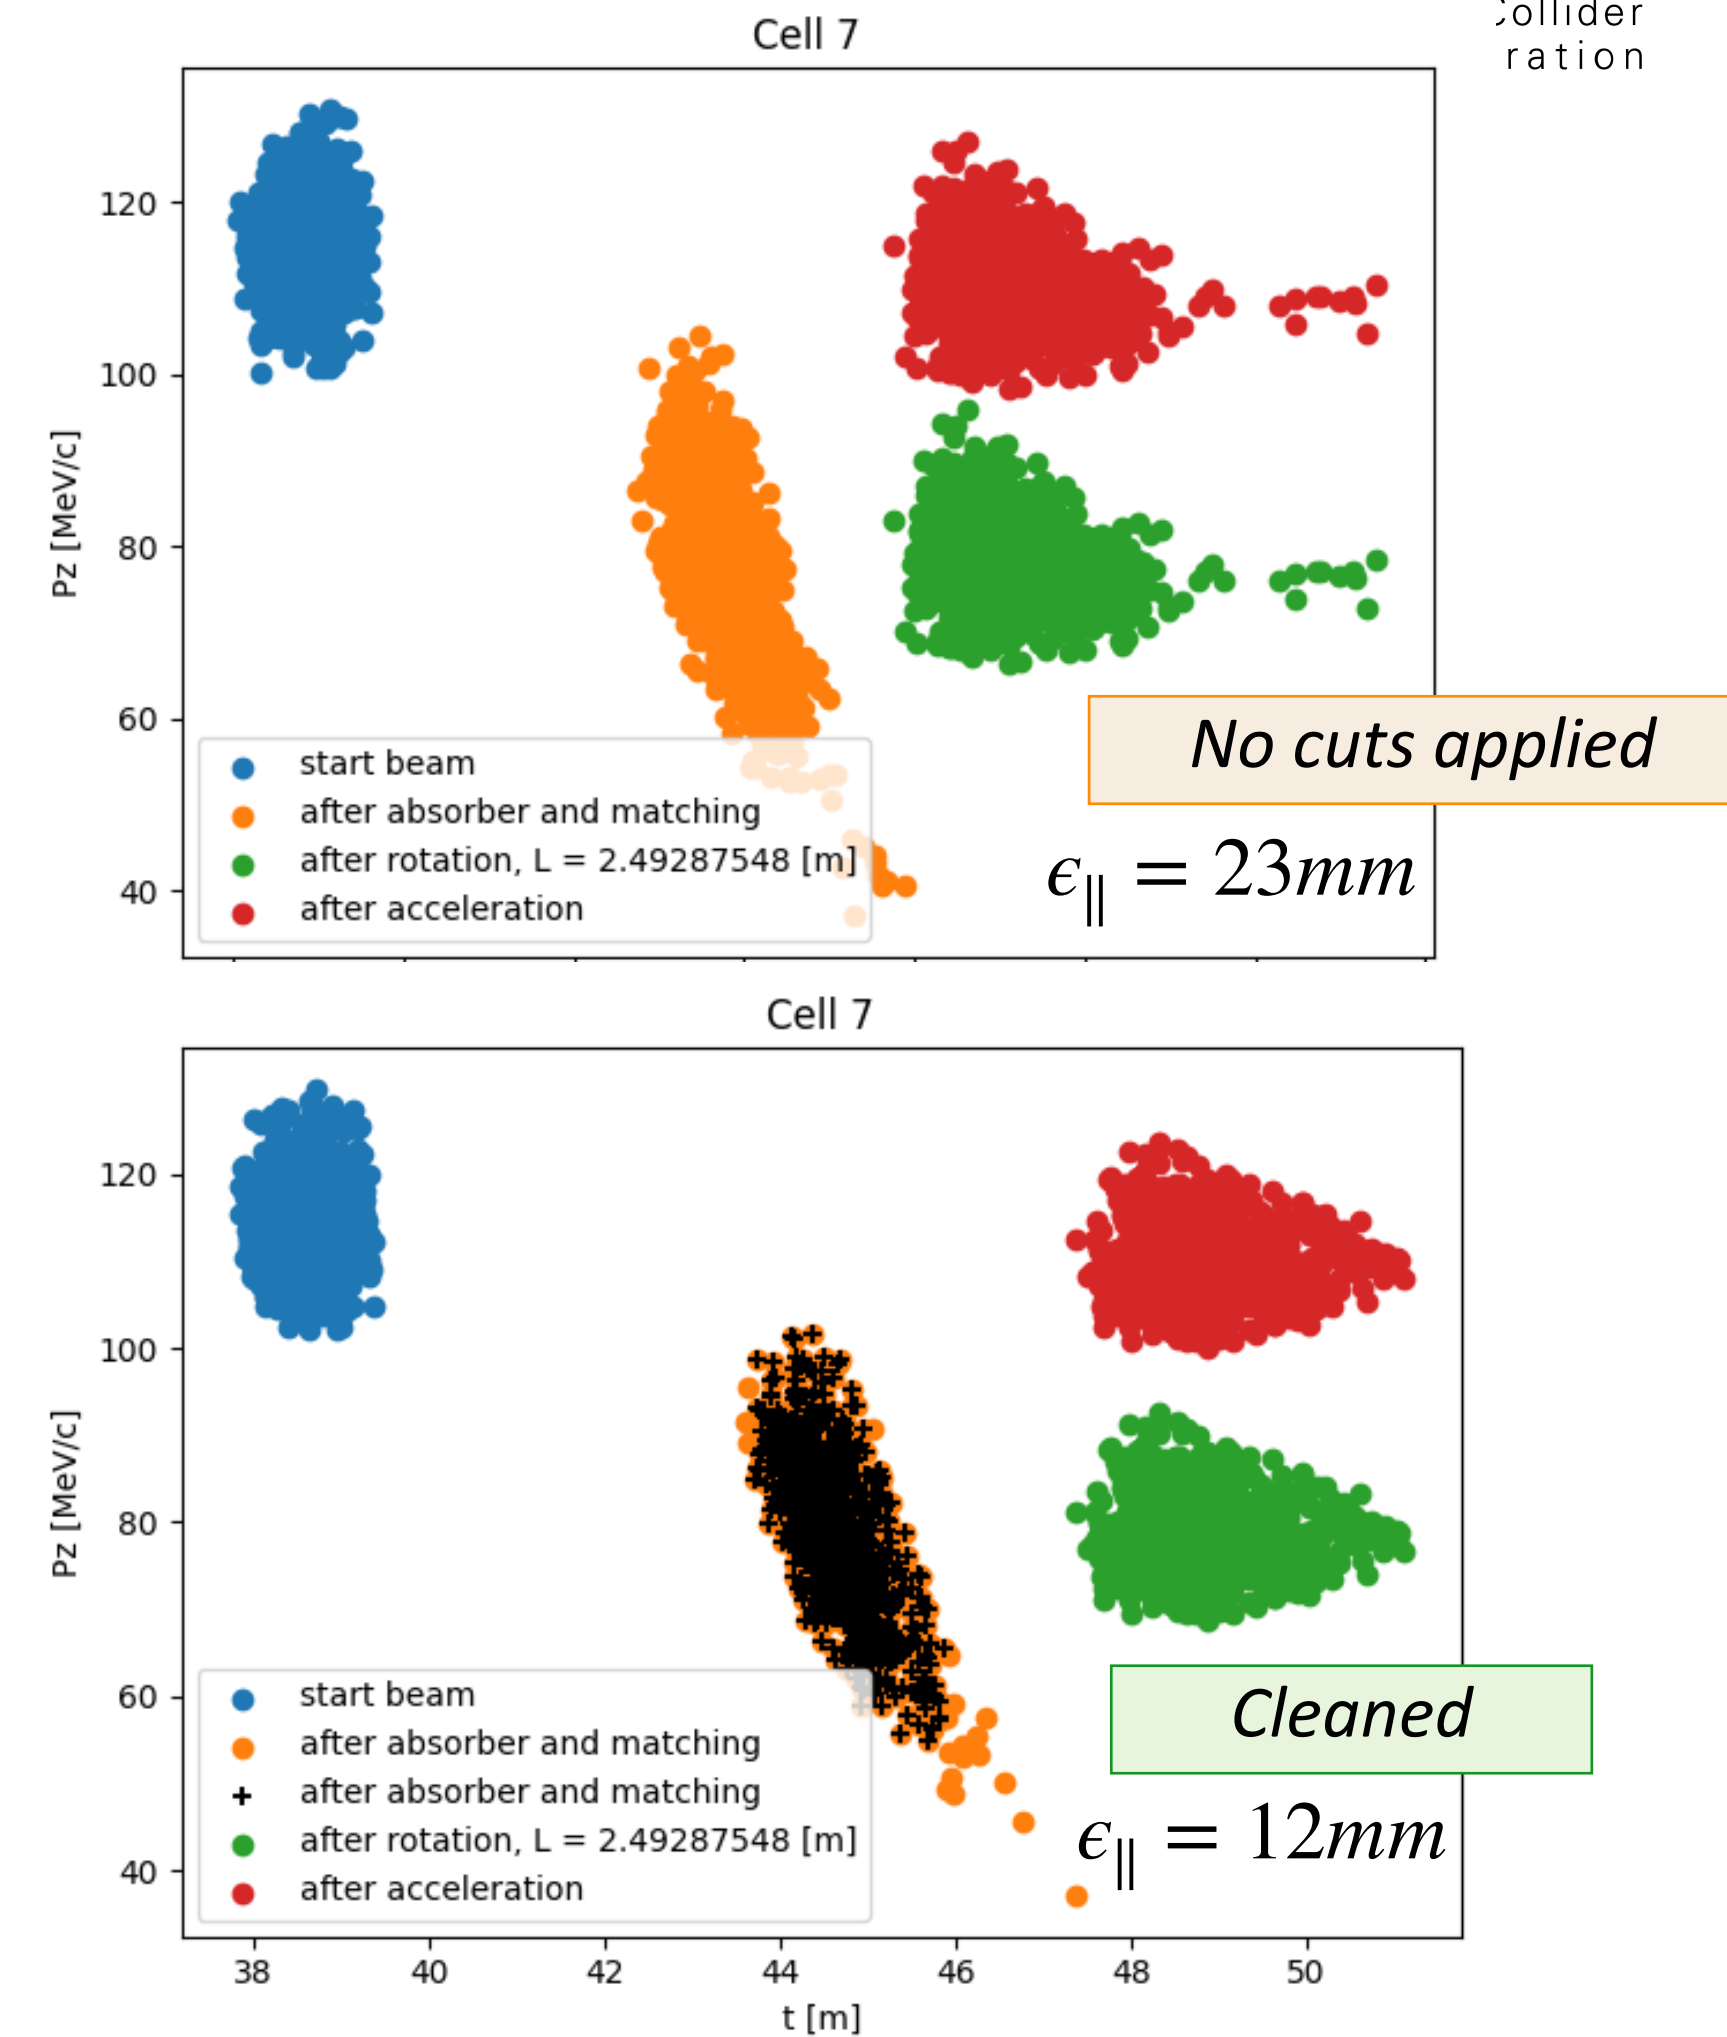 ollider
ration
Cell 7
120
100
80
60
40
Pz [MeV/c]
start beam
after absorber and matching
after rotation, L = 2.49287548 [m]
after acceleration
No cuts applied
ϵ∥ = 23mm
Cell 7
120
100
80
60
40
Pz [MeV/c]
start beam
after absorber and matching
after absorber and matching
after rotation, L = 2.49287548 [m]
after acceleration
Cleaned
ϵ∥ = 12mm
38 40 42 44 46 48 50
t [m]